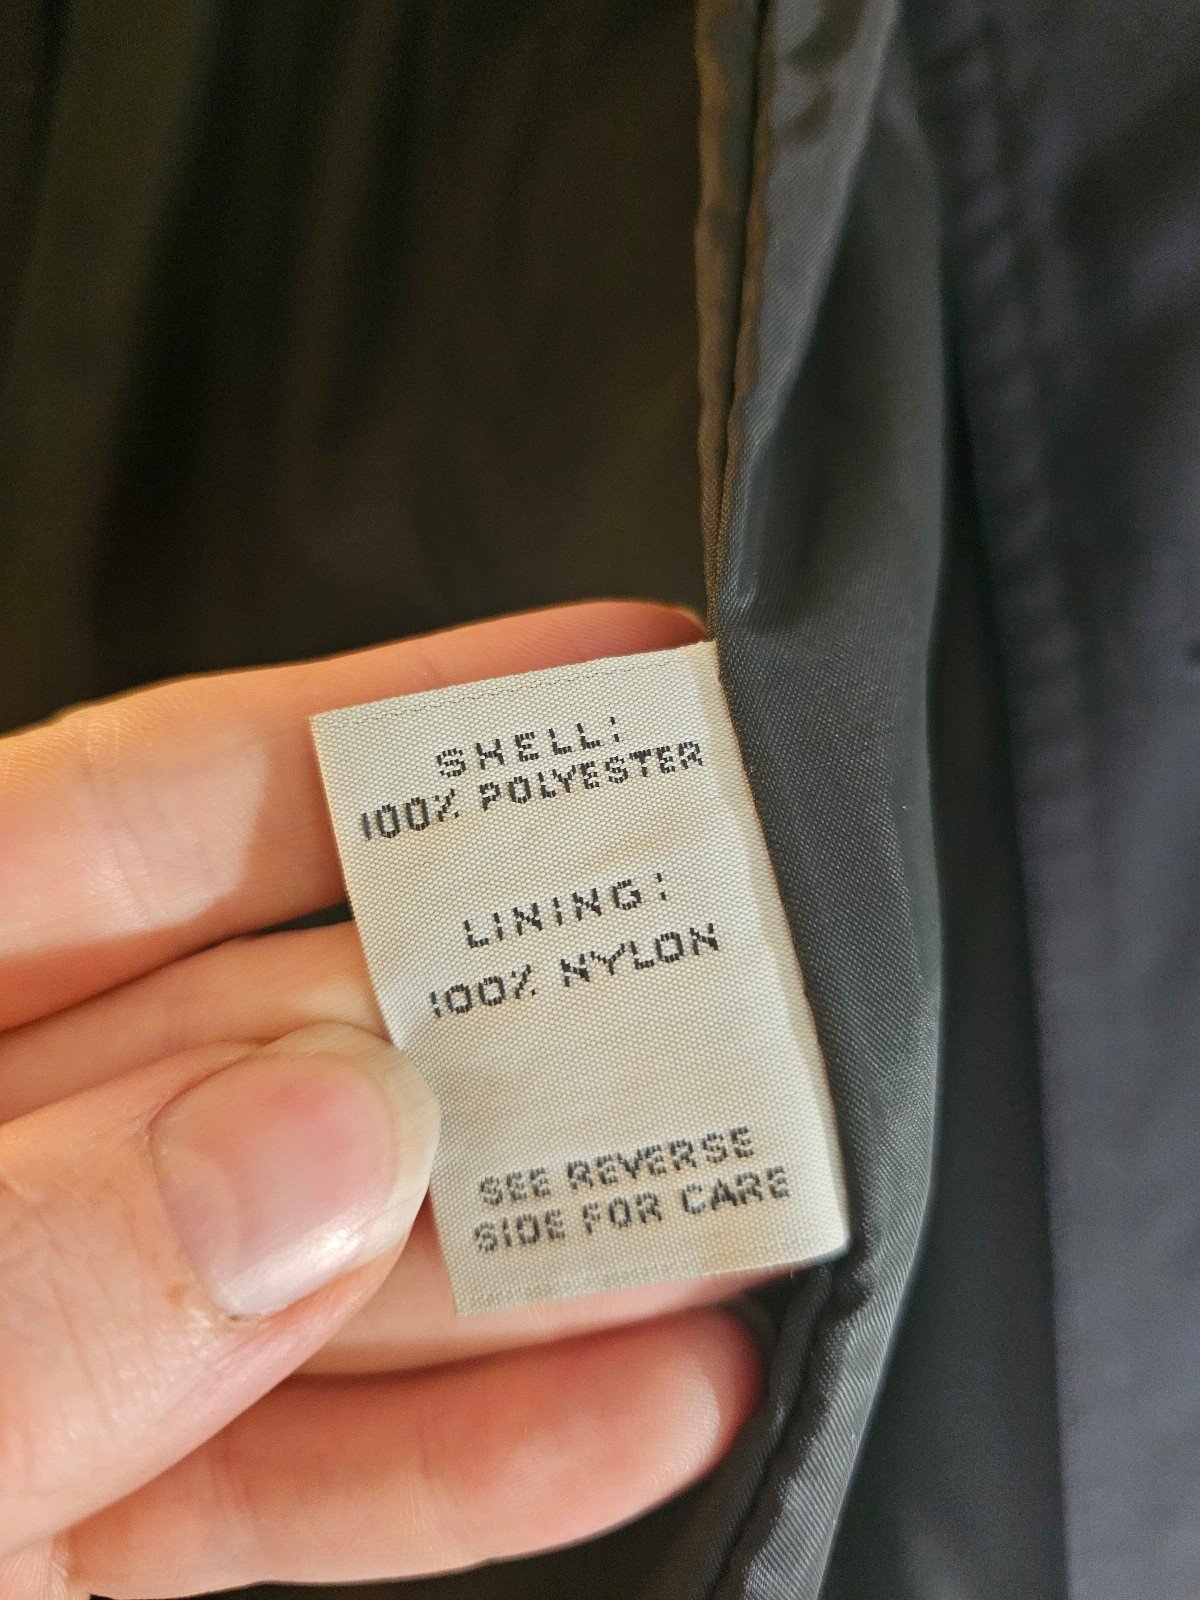 SHELL:
100% POLYESTER
LINING:
100% NYLON
SEE REVERSE
SIDE FOR CARE